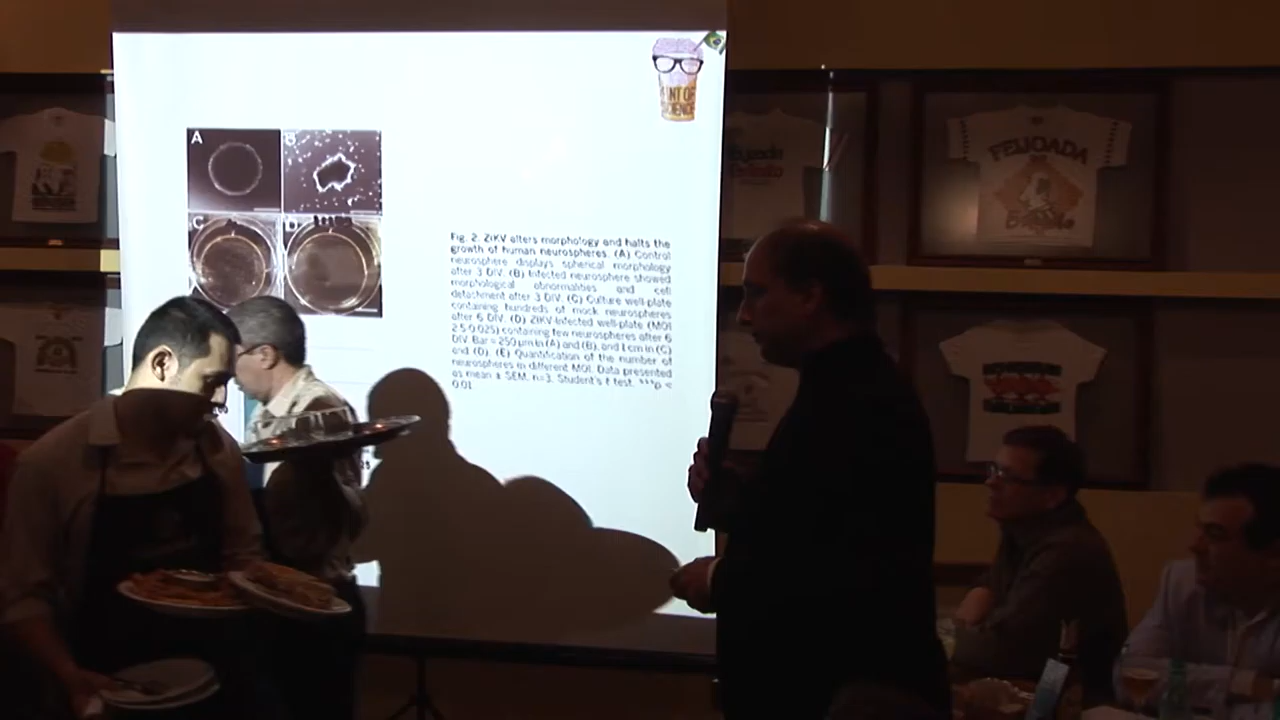 A
B
C
D
INT OF
CIENC
Fig. 2. ZIKV alters morphology and halts the
growth of human neurospheres. (A) Control
neurosphere displays spherical morphology
after 3 DIV. (B) Infected neurosphere showed
morphological abnormalities and cell
detachment after 3 DIV. (C) Culture well-plate
containing hundreds of mock neurospheres
after 6 DIV. (D) ZIKV-infected well-plate (MOI
2.5-0.025) containing few neurospheres after 6
DIV. Bar = 250 µm in (A) and (B), and 1 cm in (C)
and (D). (E) Quantification of the number of
neurospheres in different MOI. Data presented
as mean ± SEM, n=3, Student's t test, ***p <
0.01
FEIJOADA